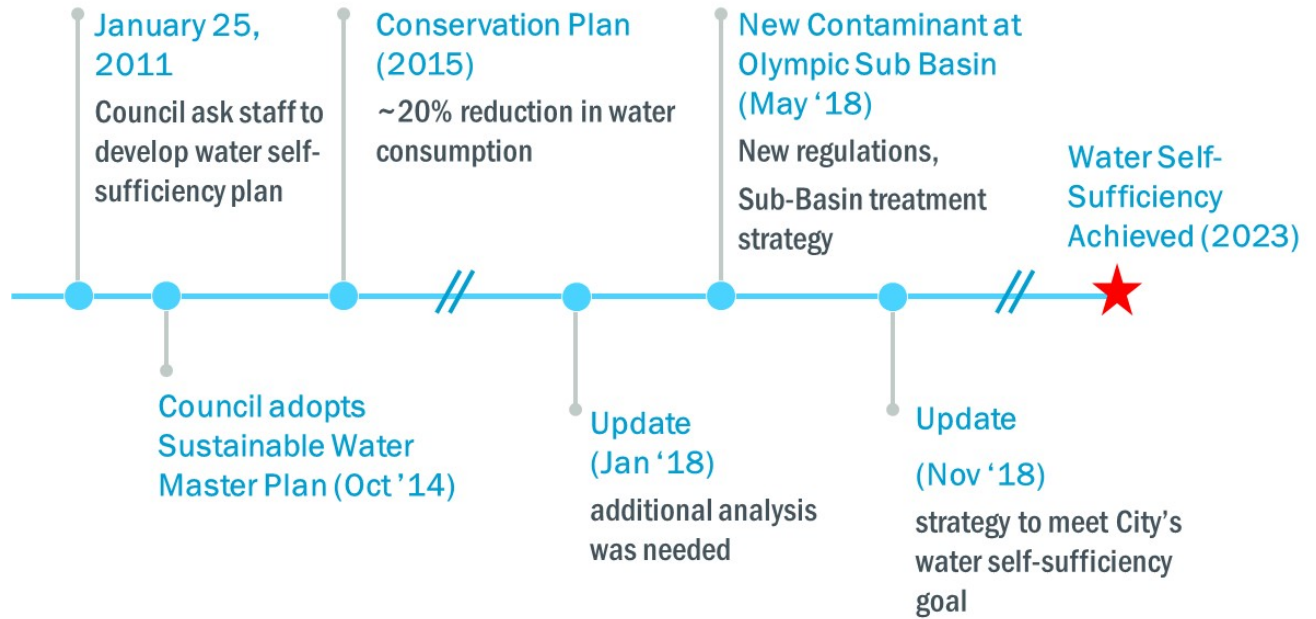 January 25,
2011
Council ask staff to
develop water self-
sufficiency plan
Conservation Plan
(2015)
~20% reduction in water
consumption
New Contaminant at
Olympic Sub Basin
(May ‘18)
New regulations,
Sub-Basin treatment
strategy
Water Self-
Sufficiency
Achieved (2023)
Council adopts
Sustainable Water
Master Plan (Oct ’14)
Update
(Jan ‘18)
additional analysis
was needed
Update
(Nov ‘18)
strategy to meet City’s
water self-sufficiency
goal